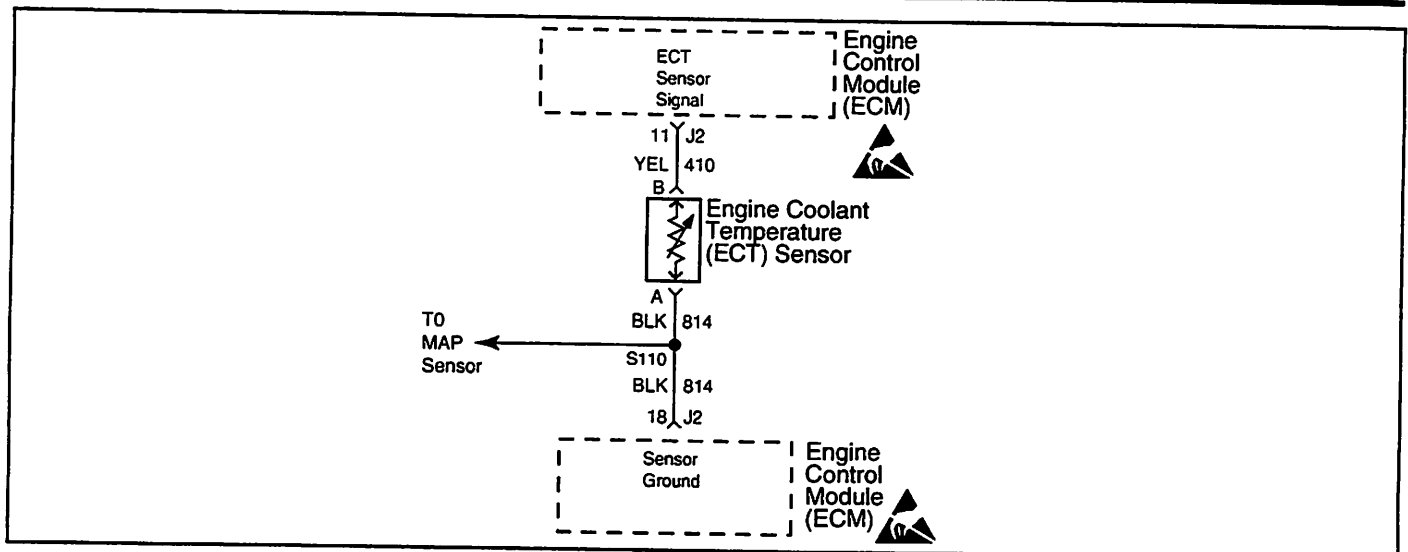 ECT
Sensor
Signal
Engine
Control
Module
(ECM)
11 J2
YEL 410
B
Engine Coolant
Temperature
(ECT) Sensor
A
BLK 814
TO
MAP
Sensor
S110
BLK 814
18 J2
Sensor
Ground
Engine
Control
Module
(ECM)